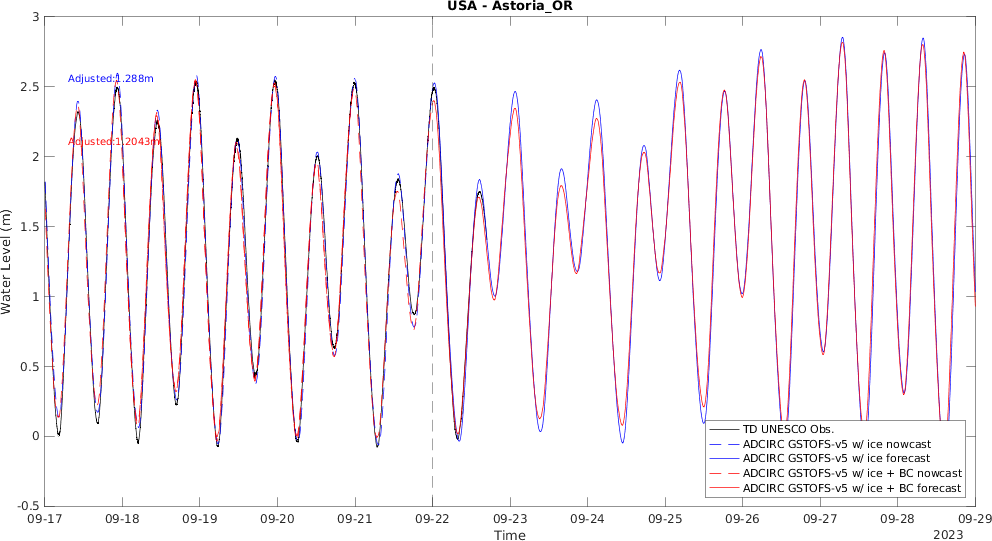 USA - Astoria_OR
3
2.5
2
1.5
1
0.5
0
-0.5
Water Level (m)
Adjusted:1.288m
Adjusted:1.2043m
TD UNESCO Obs.
ADCIRC GSTOFS-v5 w/ ice nowcast
ADCIRC GSTOFS-v5 w/ ice forecast
ADCIRC GSTOFS-v5 w/ ice + BC nowcast
ADCIRC GSTOFS-v5 w/ ice + BC forecast
09-17 09-18 09-19 09-20 09-21 09-22 09-23 09-24 09-25 09-26 09-27 09-28 09-29
Time
2023